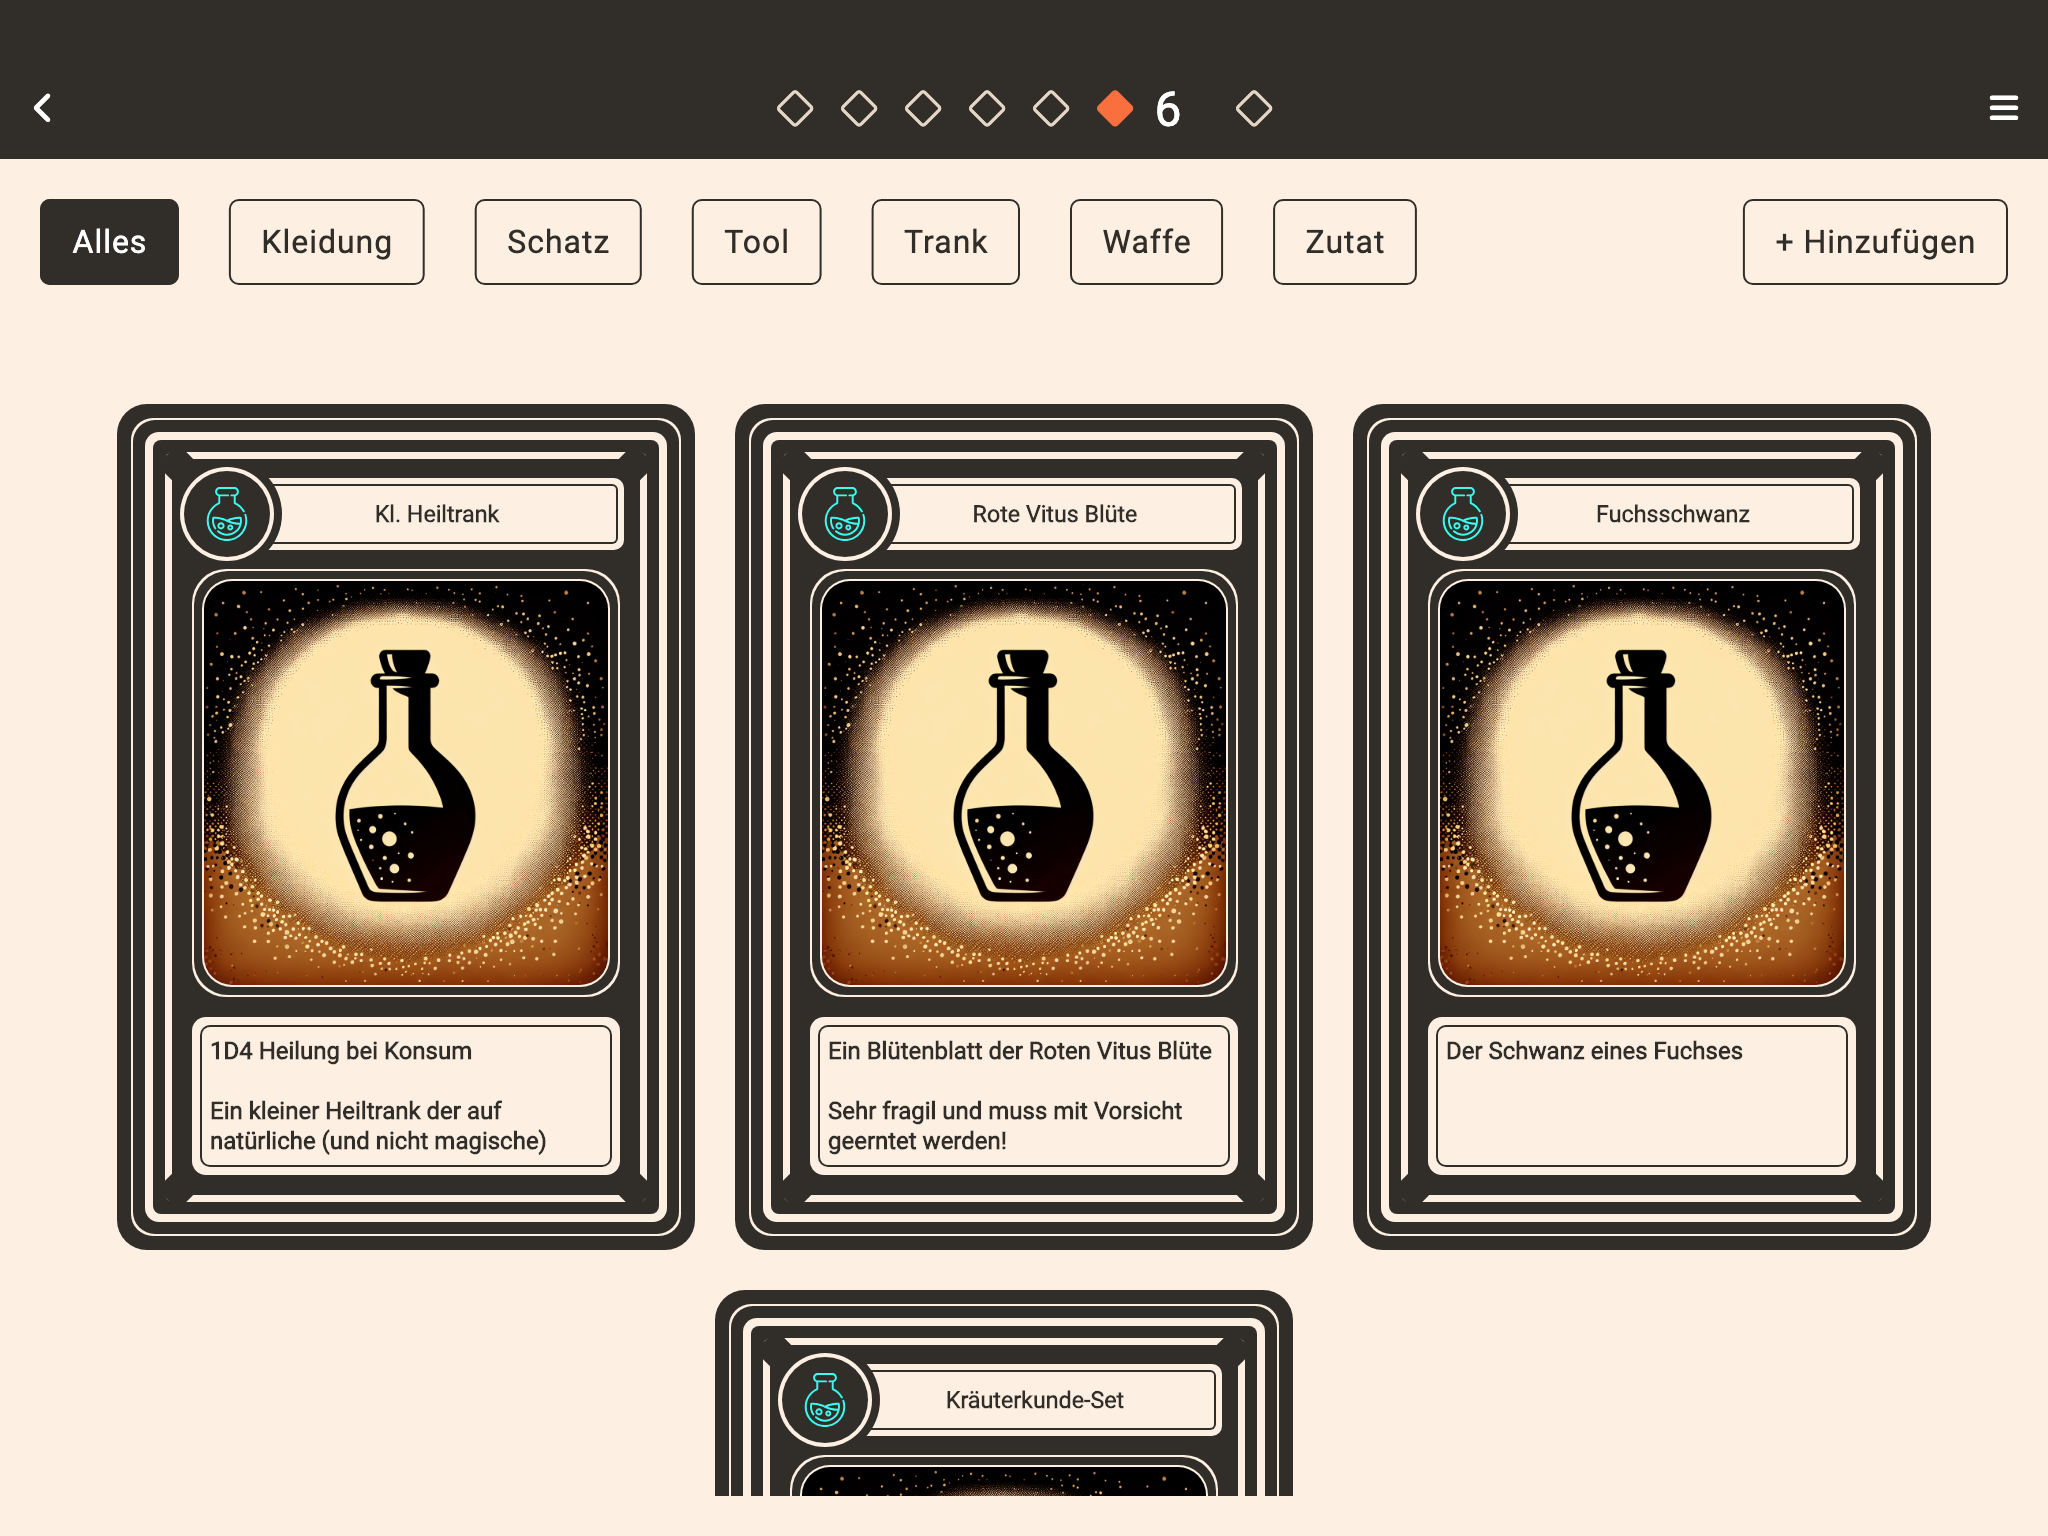 6
Alles
Kleidung
Schatz
Tool
Trank
Waffe
Zutat
+ Hinzufügen
Kl. Heiltrank
1D4 Heilung bei Konsum
Ein kleiner Heiltrank der auf
natürliche (und nicht magische)
Rote Vitus Blüte
Ein Blütenblatt der Roten Vitus Blüte
Sehr fragil und muss mit Vorsicht
geerntet werden!
Fuchsschwanz
Der Schwanz eines Fuchses
Kräuterkunde-Set